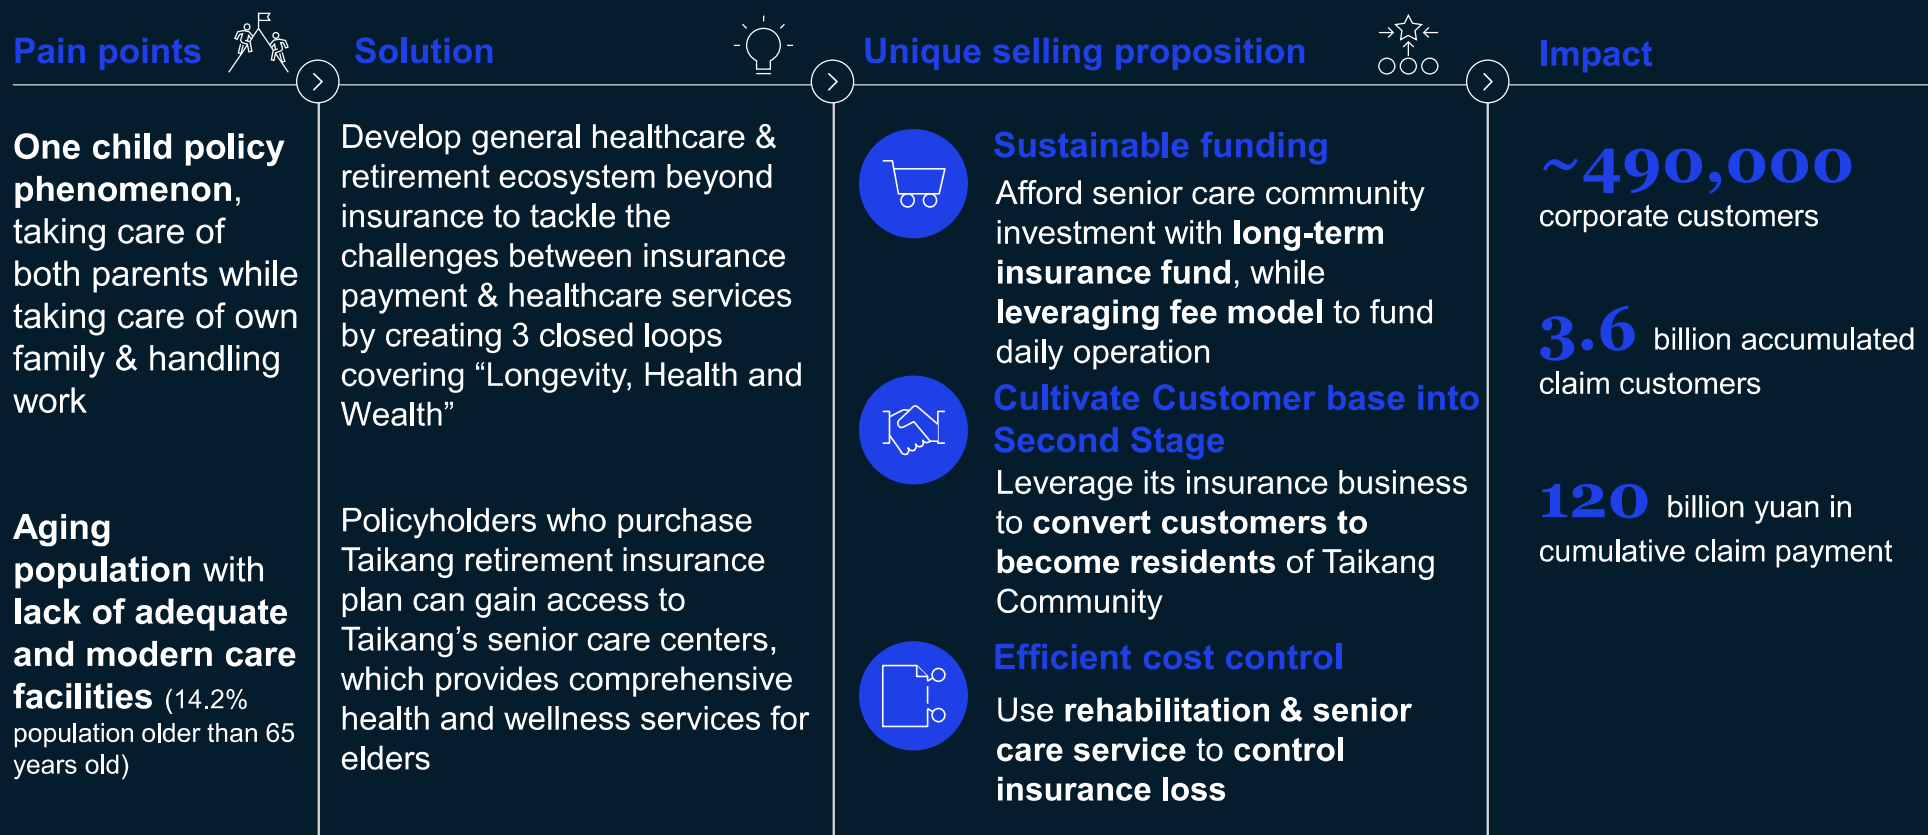 Pain points
Solution
Unique selling proposition
Impact
One child policy
phenomenon,
taking care of
both parents while
taking care of own
family & handling
work
Aging
population with
lack of adequate
and modern care
facilities (14.2%
population older than 65
years old)
Develop general healthcare &
retirement ecosystem beyond
insurance to tackle the
challenges between insurance
payment & healthcare services
by creating 3 closed loops
covering “Longevity, Health and
Wealth”
Policyholders who purchase
Taikang retirement insurance
plan can gain access to
Taikang’s senior care centers,
which provides comprehensive
health and wellness services for
elders
Sustainable funding
Afford senior care community
investment with long-term
insurance fund, while
leveraging fee model to fund
daily operation
Cultivate Customer base into
Second Stage
Leverage its insurance business
to convert customers to
become residents of Taikang
Community
Efficient cost control
Use rehabilitation & senior
care service to control
insurance loss
~490,000
corporate customers
3.6 billion accumulated
claim customers
120 billion yuan in
cumulative claim payment